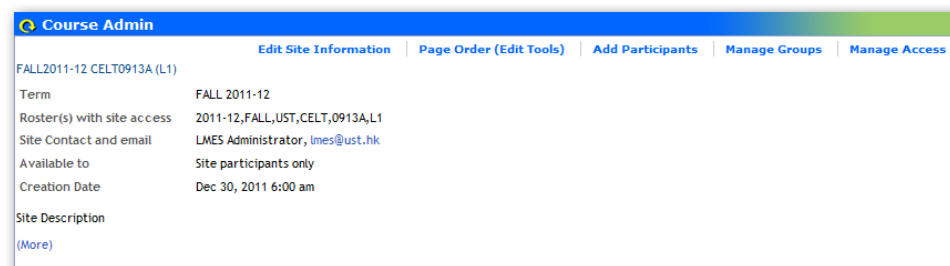 Course Admin
Edit Site Information Page Order (Edit Tools) Add Participants Manage Groups Manage Access
FALL2011-12 CELT0913A (L1)
Term FALL 2011-12
Roster(s) with site access 2011-12,FALL,UST,CELT,0913A,L1
Site Contact and email LMES Administrator, lmes@ust.hk
Available to Site participants only
Creation Date Dec 30, 2011 6:00 am
Site Description
(More)